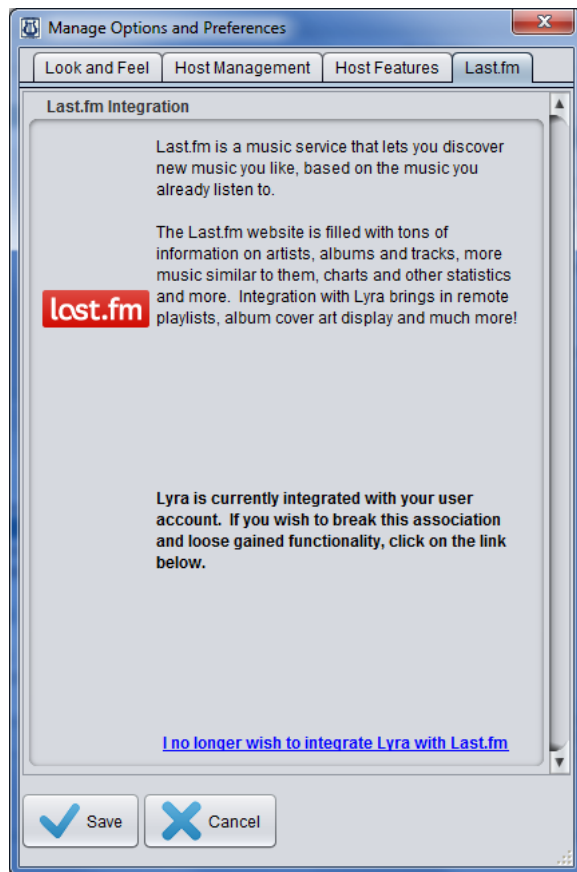 Manage Options and Preferences
Look and Feel
Host Management
Host Features
Last.fm
Last.fm Integration
Last.fm is a music service that lets you discover
new music you like, based on the music you
already listen to.
The Last.fm website is filled with tons of
information on artists, albums and tracks, more
music similar to them, charts and other statistics
and more.  Integration with Lyra brings in remote
playlists, album cover art display and much more!
last.fm
Lyra is currently integrated with your user
account.  If you wish to break this association
and loose gained functionality, click on the link
below.
I no longer wish to integrate Lyra with Last.fm
Save
Cancel